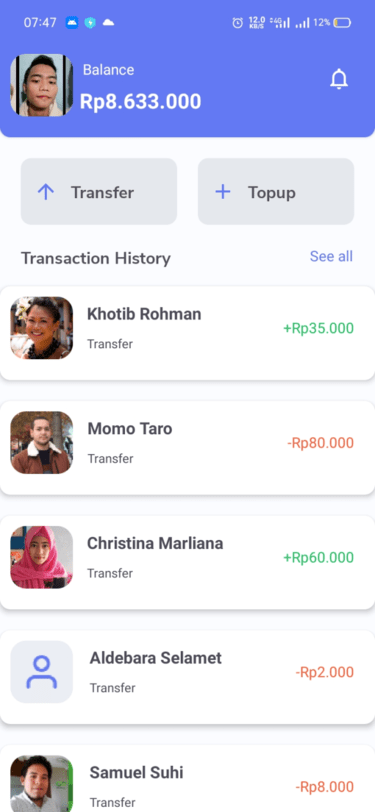 07:47
12.0 KB/S 4G 12%
Balance
Rp8.633.000
Transfer
Topup
Transaction History
See all
Khotib Rohman
+Rp35.000
Transfer
Momo Taro
-Rp80.000
Transfer
Christina Marliana
+Rp60.000
Transfer
Aldebara Selamet
-Rp2.000
Transfer
Samuel Suhi
-Rp8.000
Transfer